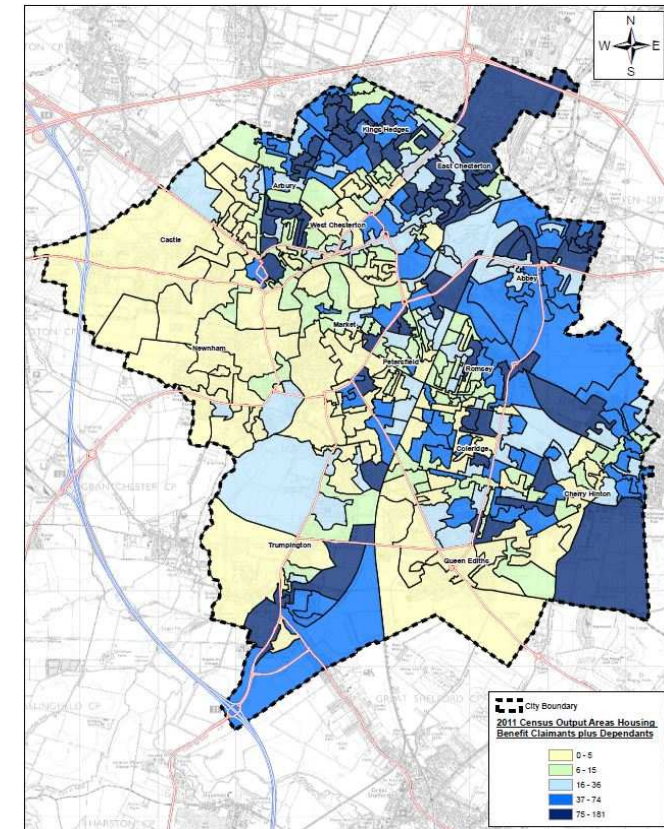 N
W E
S
Kings Hedges
East Chesterton
Arbury
West Chesterton
Castle
Abbey
Market
Newnham
Petersfield
Romsey
Coleridge
Cherry Hinton
Trumpington
Queen Ediths
City Boundary
2011 Census Output Areas Housing
Benefit Claimants plus Dependants
0 - 5
6 - 15
16 - 36
37 - 74
75 - 181